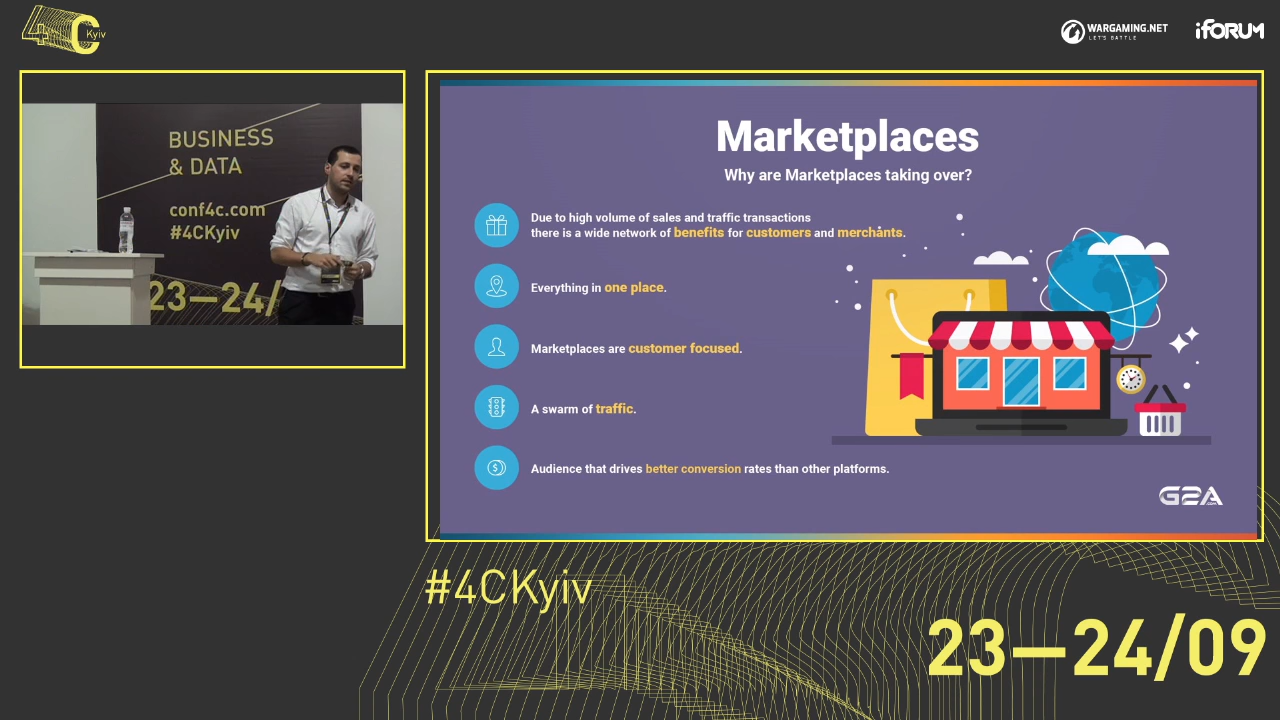 4C Kyiv
WARGAMING.NET
LET'S BATTLE
iFORUM
BUSINESS
& DATA
conf4c.com
#4CKyiv
23—24/
Marketplaces
Why are Marketplaces taking over?
Due to high volume of sales and traffic transactions
there is a wide network of benefits for customers and merchants.
Everything in one place.
Marketplaces are customer focused.
A swarm of traffic.
$
Audience that drives better conversion rates than other platforms.
G2A
.COM
#4CKyiv
23—24/09